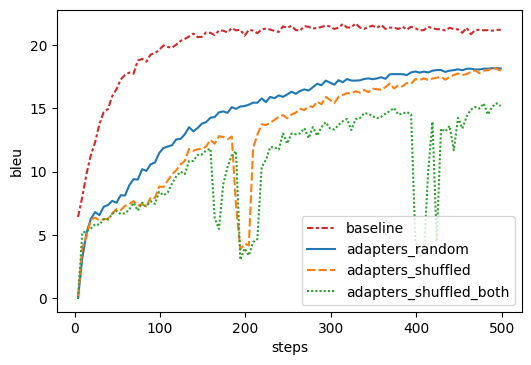 20
15
10
5
0
bleu
baseline
adapters_random
adapters_shuffled
adapters_shuffled_both
0
100
200
300
400
500
steps